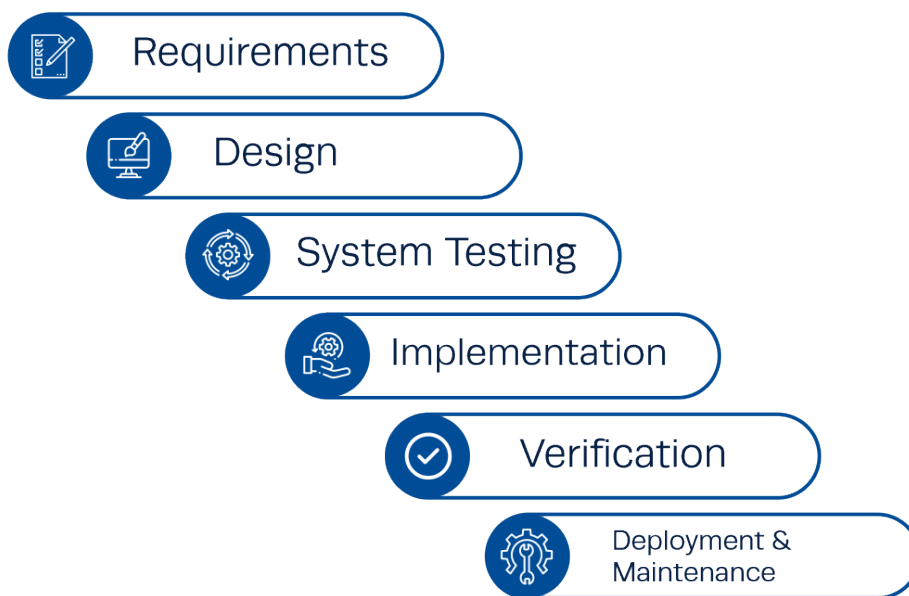 Requirements
Design
System Testing
Implementation
Verification
Deployment &
Maintenance